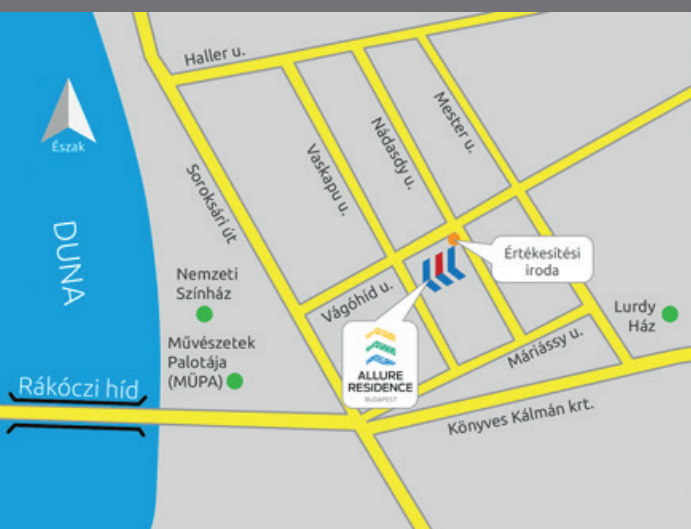 Haller u.
Észak
Mester u.
Nádasdy u.
Vaskapu u.
Soroksári út
DUNA
Értékesítési
iroda
Nemzeti
Színház
Vágóhíd u.
Lurdy
Ház
Művészetek
Palotája
(MÜPA)
Máriássy u.
ALLURE
RESIDENCE
BUDAPEST
Rákóczi híd
Könyves Kálmán krt.